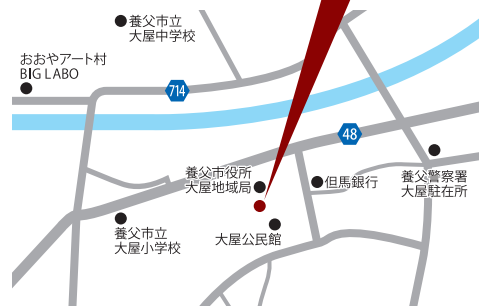 養父市立
大屋中学校
おおやアート村
BIG LABO
714
48
養父市役所
大屋地域局
但馬銀行
養父警察署
大屋駐在所
養父市立
大屋小学校
大屋公民館